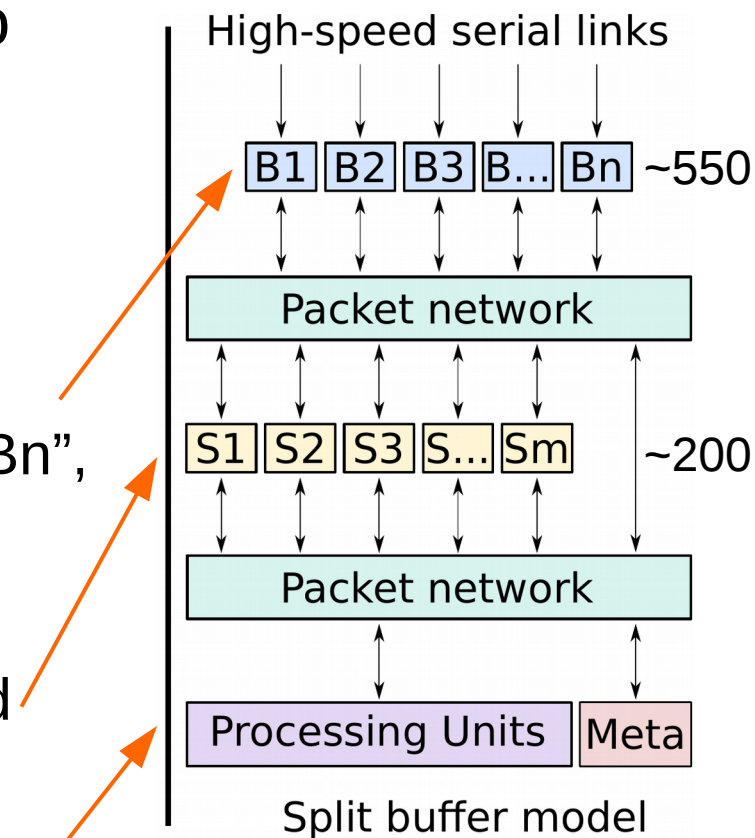 High-speed serial links
B1 B2 B3 B... Bn ~550
Packet network
Bn”,
S1 S2 S3 S... Sm ~200
Packet network
Processing Units Meta
Split buffer model